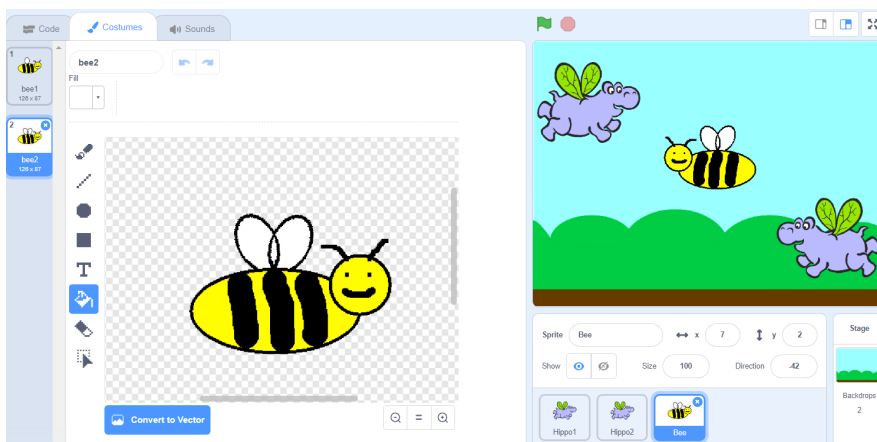 Code
Costumes
Sounds
1
bee1
126 x 87
2
bee2
126 x 87
bee2
Fill
T
Convert to Vector
Sprite Bee x 7 y 2
Show Size 100 Direction -42
Hippo1
Hippo2
Bee
Stage
Backdrops
2